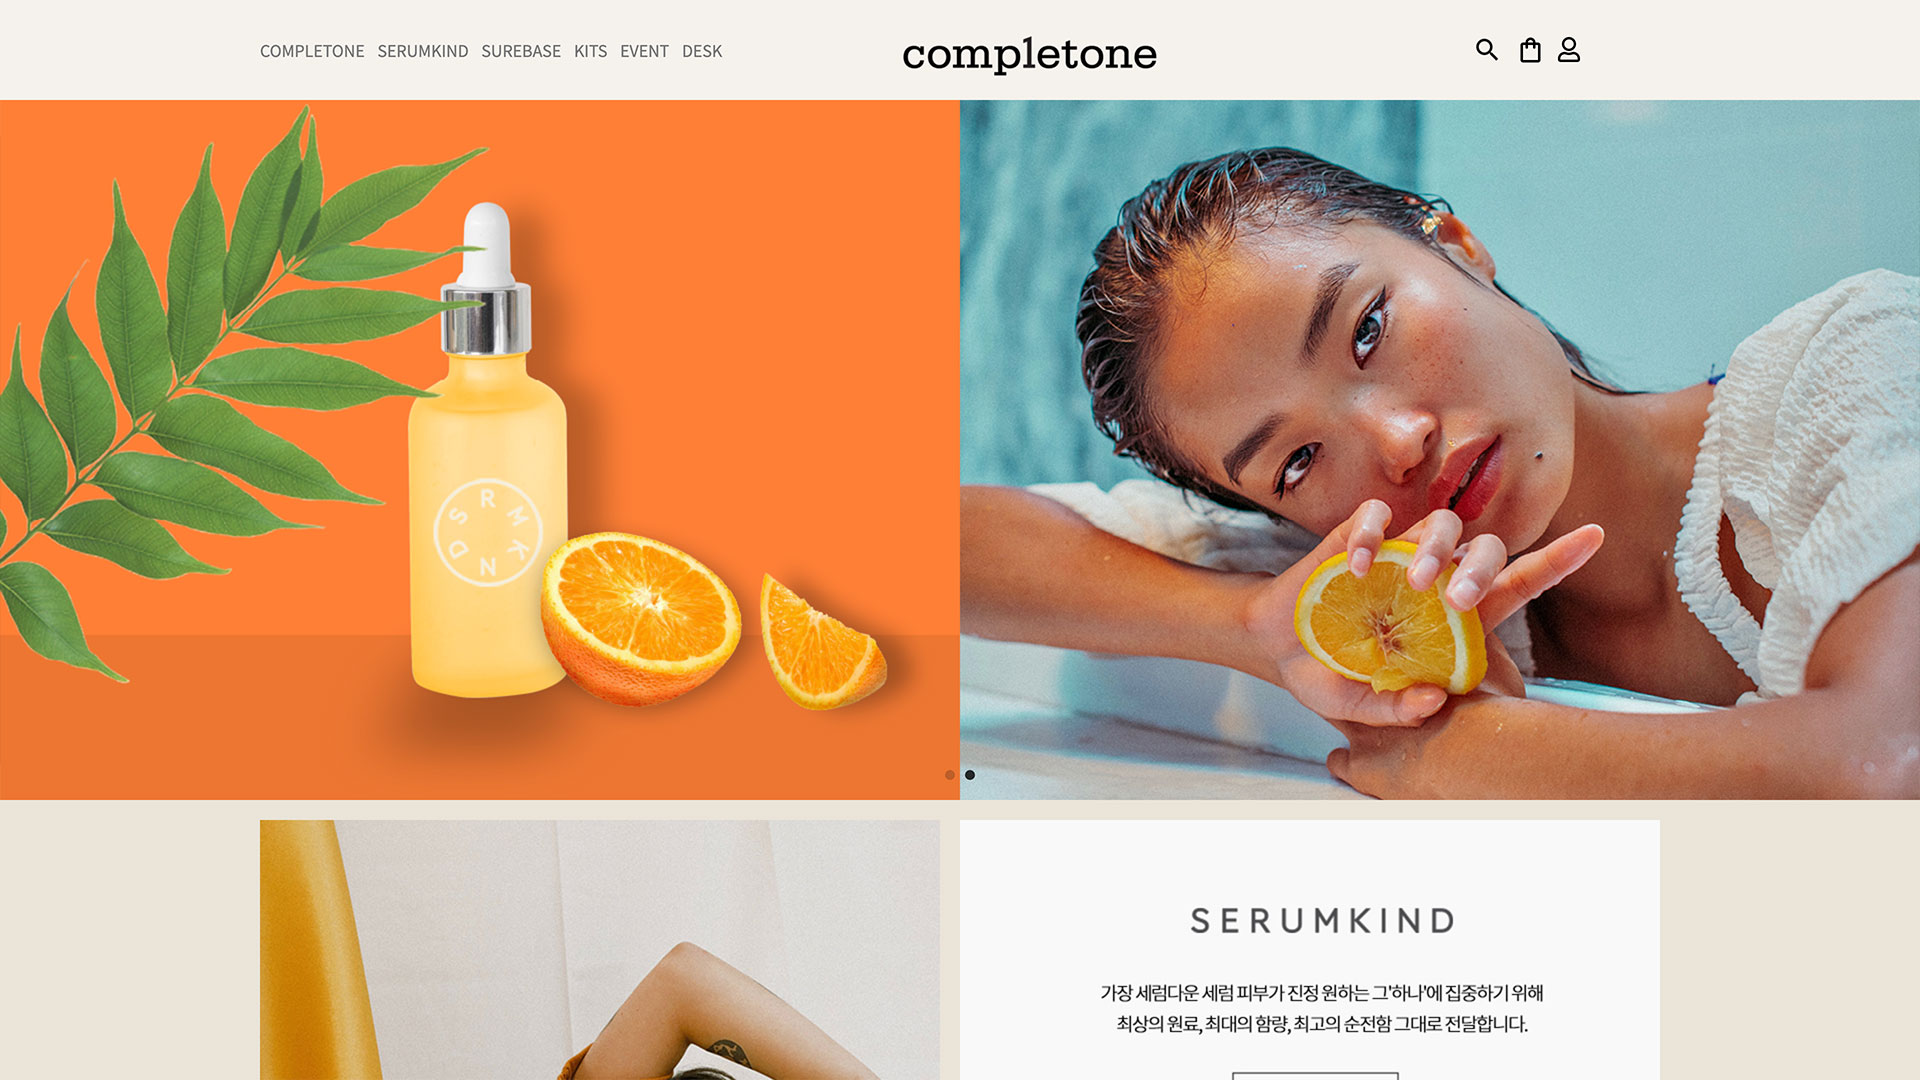 COMPLETONE SERUMKIND SUREBASE KITS EVENT DESK
completone
SRMKND
SERUMKIND
가장 세럼다운 세럼 피부가 진정 원하는 그'하나'에 집중하기 위해
최상의 원료, 최대의 함량, 최고의 순전함 그대로 전달합니다.